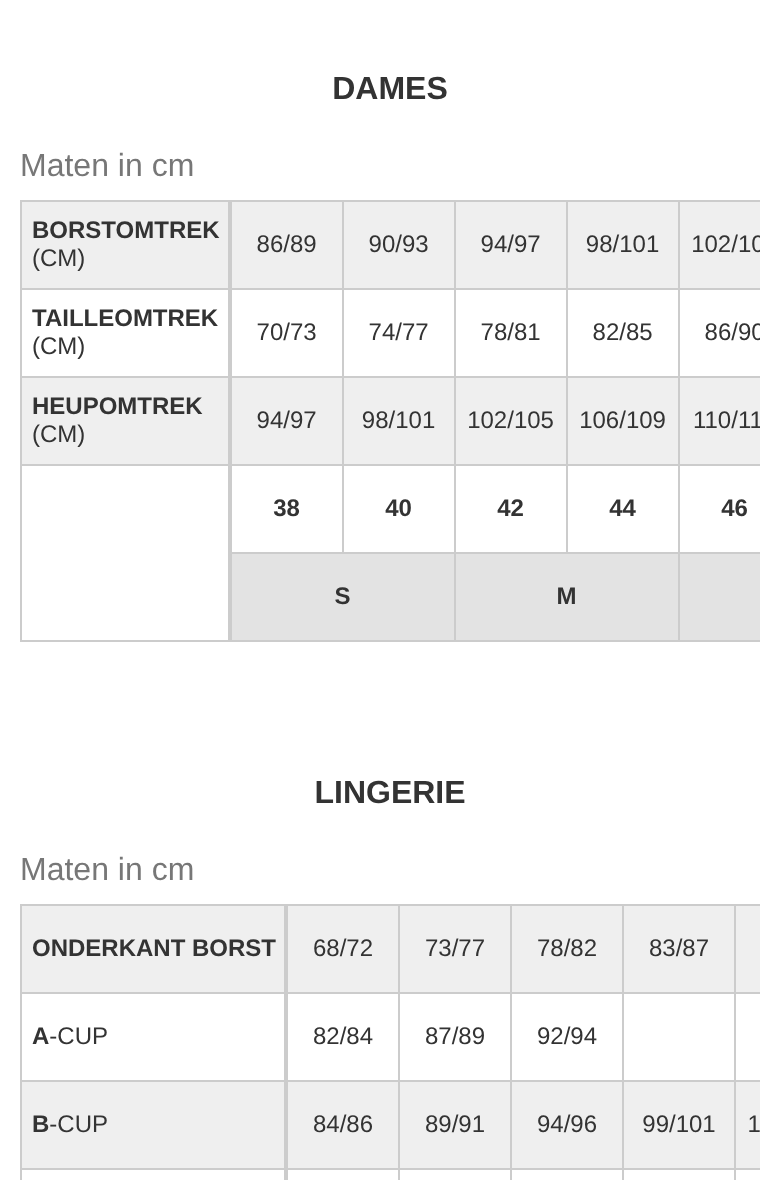 DAMES
Maten in cm
BORSTOMTREK (CM) 86/89 90/93 94/97 98/101
TAILLEOMTREK (CM) 70/73 74/77 78/81 82/85
HEUPOMTREK (CM) 94/97 98/101 102/105 106/109
38 40 42 44 46
S M
LINGERIE
Maten in cm
ONDERKANT BORST 68/72 73/77 78/82 83/87
A-CUP 82/84 87/89 92/94
B-CUP 84/86 89/91 94/96 99/101